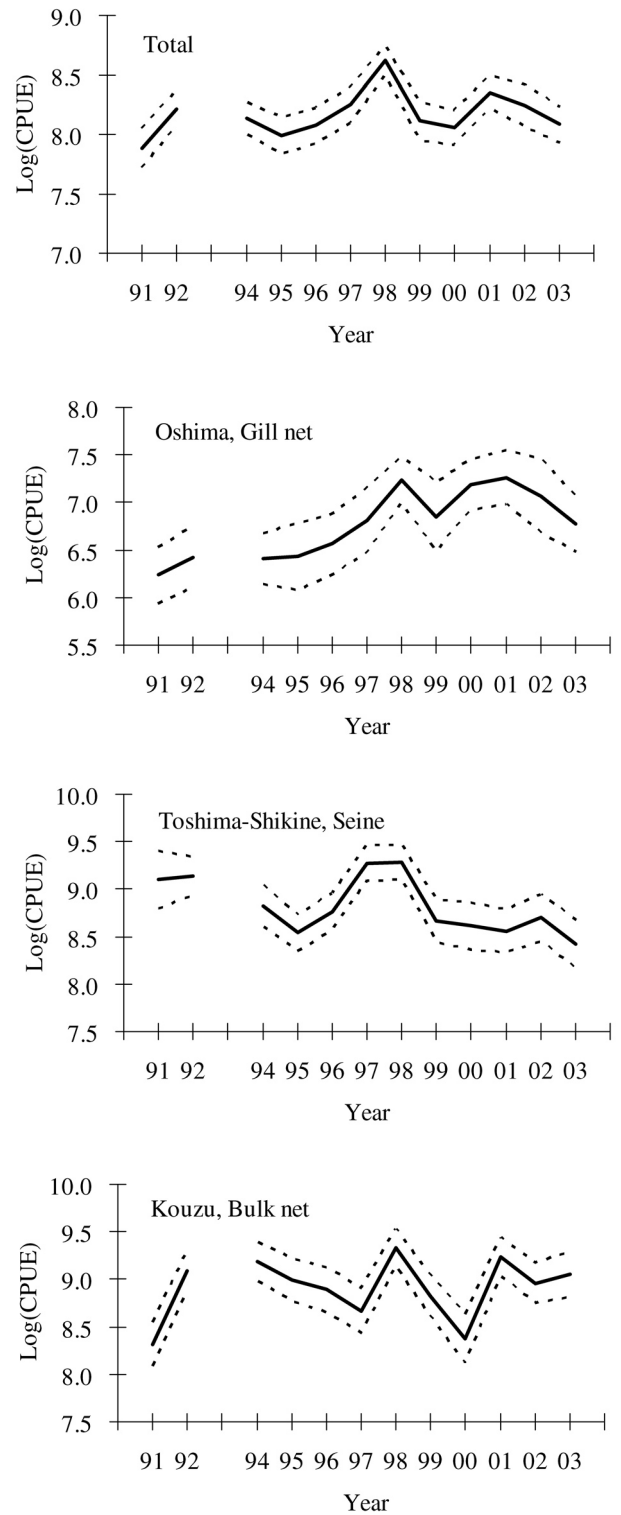 9.0
Total
8.5
8.0
7.5
7.0
Log(CPUE)
91 92 94 95 96 97 98 99 00 01 02 03
Year
8.0
Oshima, Gill net
7.5
7.0
6.5
6.0
5.5
Log(CPUE)
91 92 94 95 96 97 98 99 00 01 02 03
Year
10.0
Toshima-Shikine, Seine
9.5
9.0
8.5
8.0
7.5
Log(CPUE)
91 92 94 95 96 97 98 99 00 01 02 03
Year
10.0
Kouzu, Bulk net
9.5
9.0
8.5
8.0
7.5
Log(CPUE)
91 92 94 95 96 97 98 99 00 01 02 03
Year